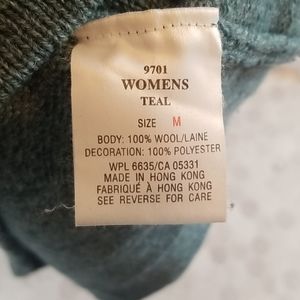 9701
WOMENS
TEAL
SIZE M
BODY: 100% WOOL/LAINE
DECORATION: 100% POLYESTER
WPL 6635/CA 05331
MADE IN HONG KONG
FABRIQUÉ À HONG KONG
SEE REVERSE FOR CARE